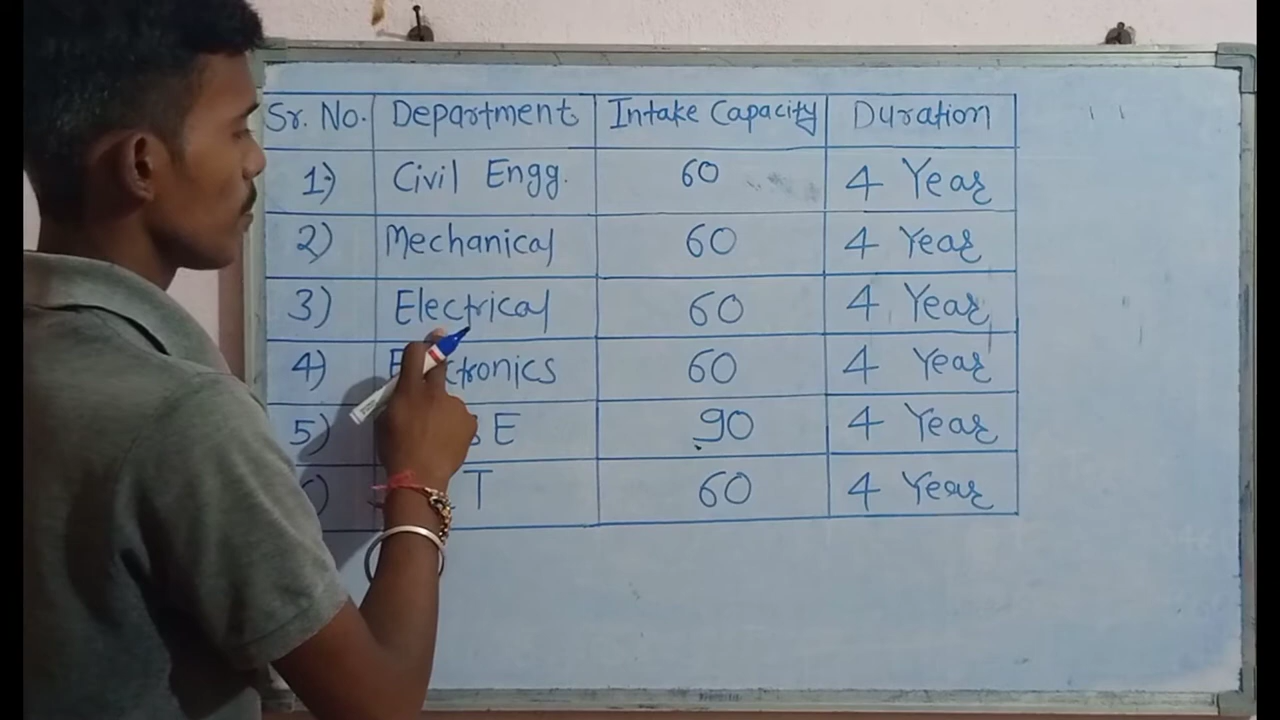 Sr. No. Department Intake Capacity Duration
1) Civil Engg. 60 4 Year
2) Mechanical 60 4 Year
3) Electrical 60 4 Year
4) 60 4 Year
5) 90 4 Year
60 4 Year